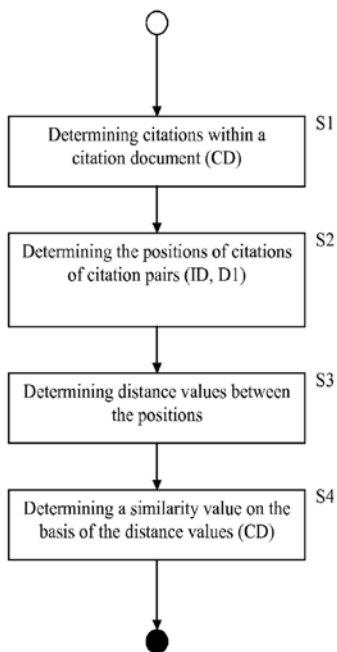 S1
Determining citations within a
citation document (CD)
S2
Determining the positions of citations
of citation pairs (ID, D1)
S3
Determining distance values between
the positions
S4
Determining a similarity value on the
basis of the distance values (CD)